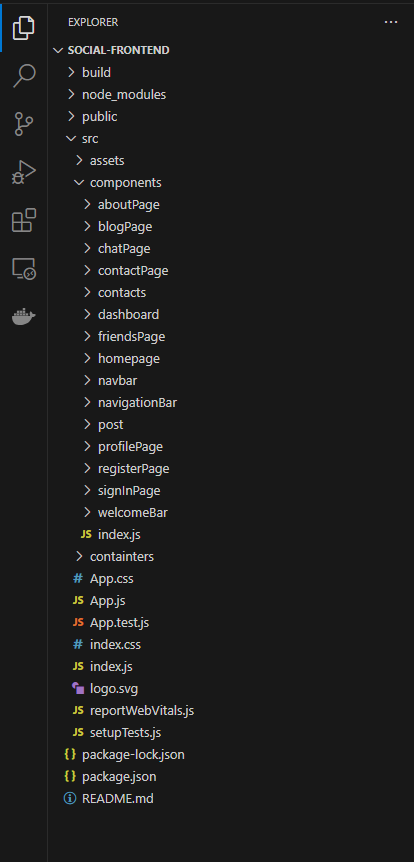 EXPLORER
SOCIAL-FRONTEND
build
node_modules
public
src
assets
components
aboutPage
blogPage
chatPage
contactPage
contacts
dashboard
friendsPage
homepage
navbar
navigationBar
post
profilePage
registerPage
signInPage
welcomeBar
JS index.js
containters
# App.css
JS App.js
JS App.test.js
# index.css
JS index.js
logo.svg
JS reportWebVitals.js
JS setupTests.js
{} package-lock.json
{} package.json
README.md